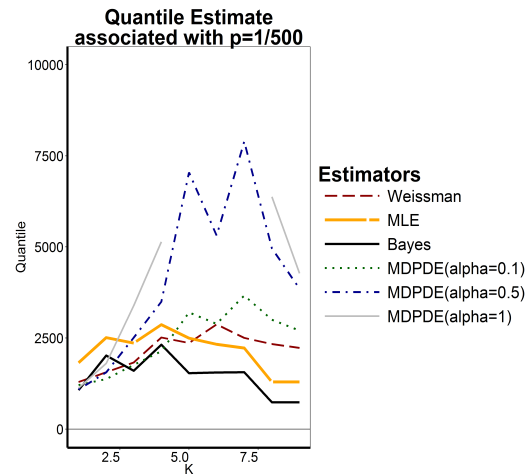 Quantile Estimate
associated with p=1/500
10000
7500
5000
2500
0
Quantile
2.5
5.0
7.5
K
Estimators
Weissman
MLE
Bayes
MDPDE(alpha=0.1)
MDPDE(alpha=0.5)
MDPDE(alpha=1)